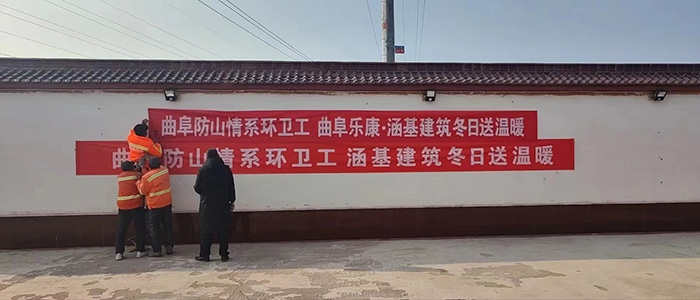 曲阜防山情系环卫工 曲阜乐康·涵基建筑冬日送温暖
曲 防山情系环卫工 涵基建筑冬日送温暖